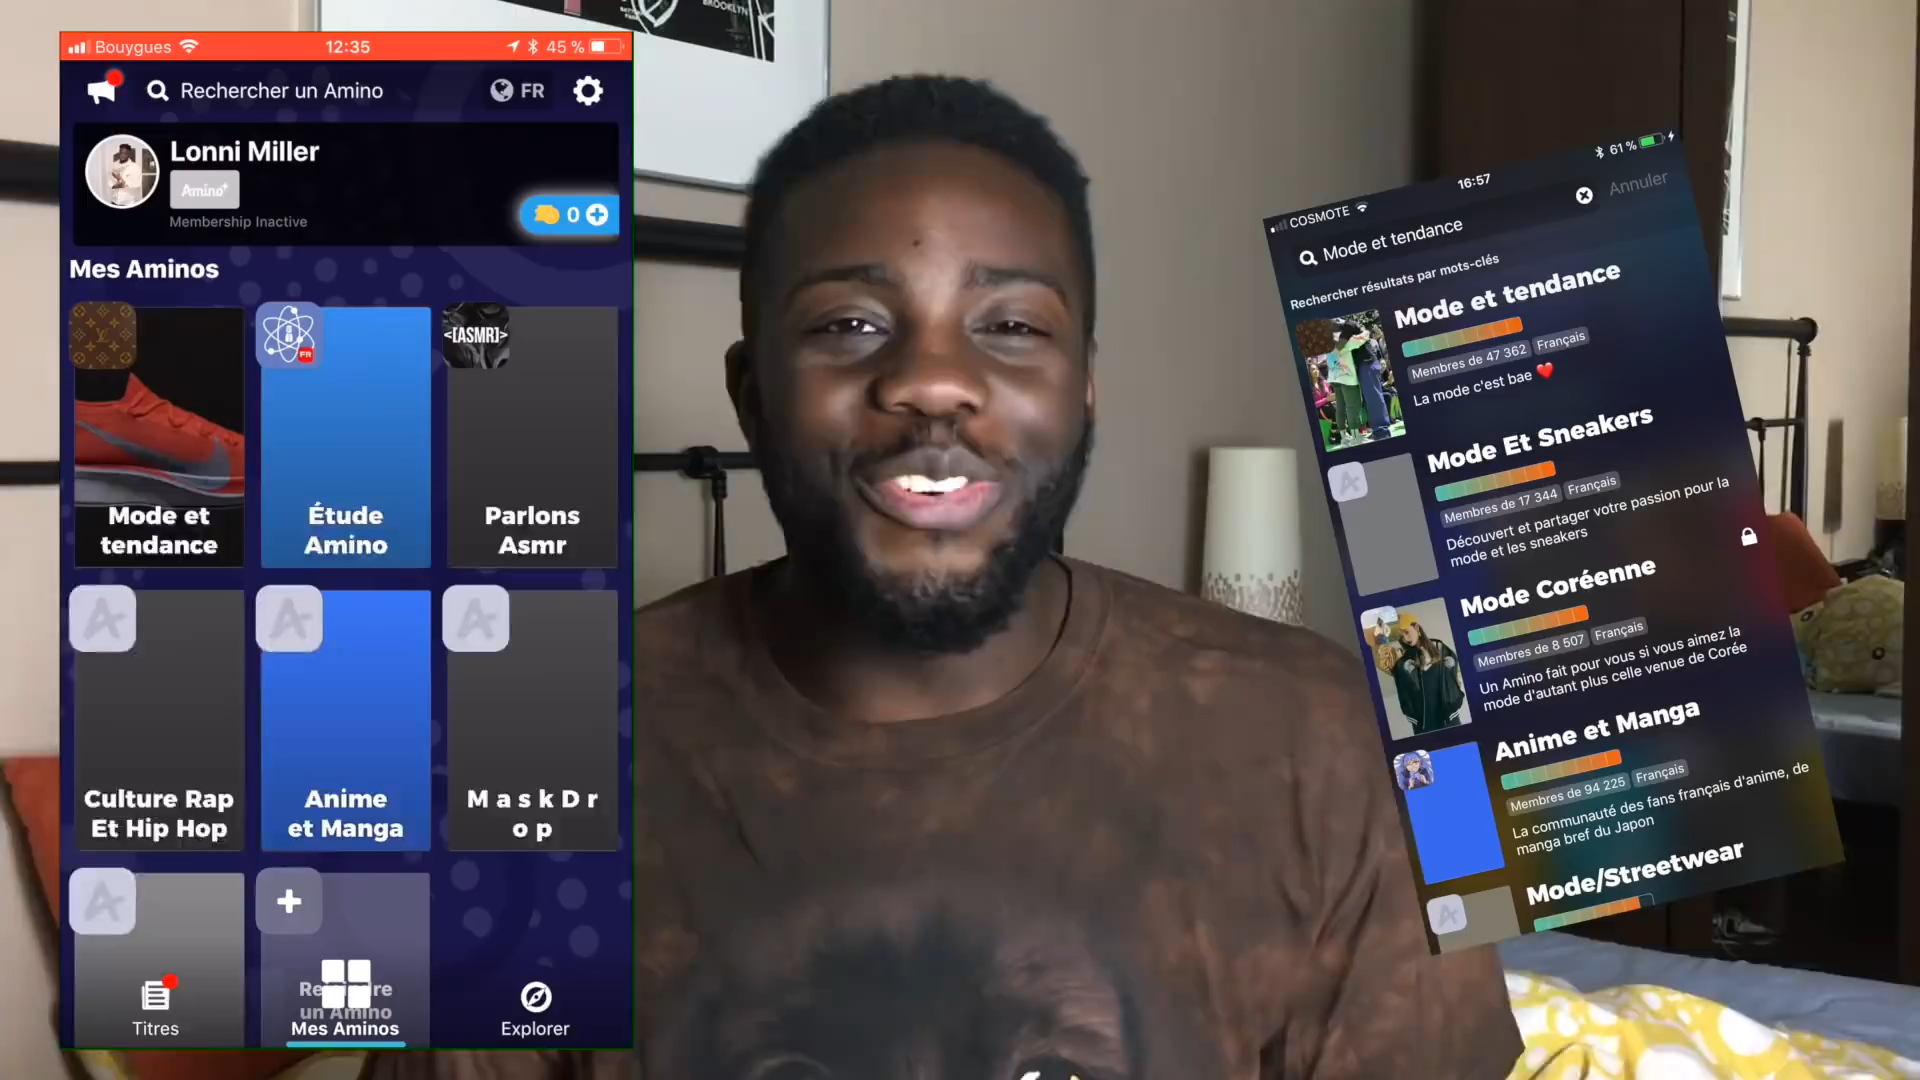 BROOKLYN
Bouygues
12:35
45 %
Rechercher un Amino
FR
Lonni Miller
Amino+
Membership Inactive
0
Mes Aminos
FR
<[ASMR]>
Mode et
tendance
Étude
Amino
Parlons
Asmr
Culture Rap
Et Hip Hop
Anime
et Manga
M a s k D r
o p
un Amino
Titres
Mes Aminos
Explorer
COSMOTE
16:57
61 %
Mode et tendance
Annuler
Rechercher résultats par mots-clés
Mode et tendance
Membres de 47 362
Français
La mode c'est bae ❤️
Mode Et Sneakers
Membres de 17 344
Français
Découvert et partager votre passion pour la
mode et les sneakers
Mode Coréenne
Membres de 8 507
Français
Un Amino fait pour vous si vous aimez la
mode d'autant plus celle venue de Corée
Anime et Manga
Membres de 94 225
Français
La communauté des fans français d'anime, de
manga bref du Japon
Mode/Streetwear